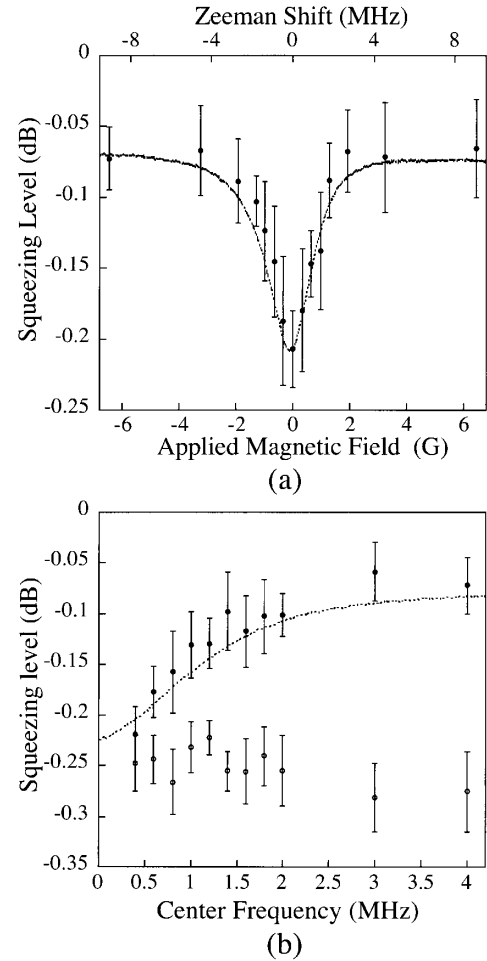 Zeeman Shift (MHz)
-8 -4 0 4 8
0
-0.05
-0.1
-0.15
-0.2
-0.25
Squeezing Level (dB)
-6 -4 -2 0 2 4 6
Applied Magnetic Field (G)
(a)
0
-0.05
-0.1
-0.15
-0.2
-0.25
-0.3
-0.35
Squeezing level (dB)
0 0.5 1 1.5 2 2.5 3 3.5 4
Center Frequency (MHz)
(b)